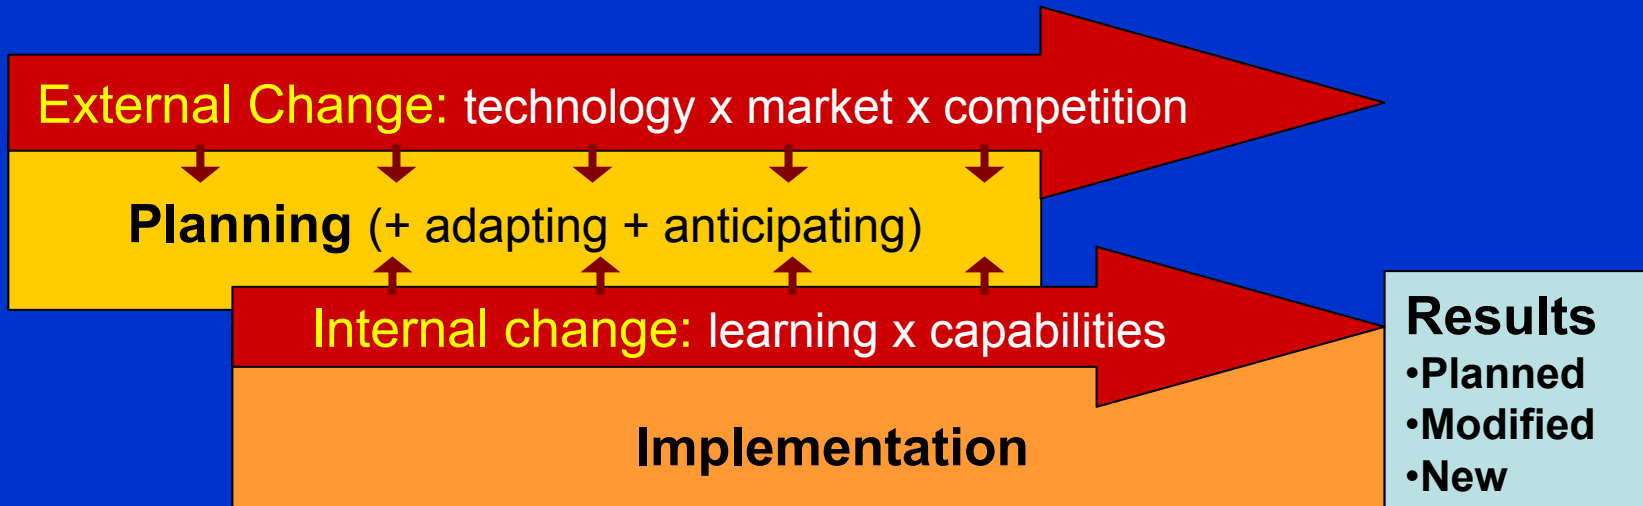 External Change: technology x market x competition
Planning (+ adapting + anticipating)
Internal change: learning x capabilities
Implementation
Results
•Planned
•Modified
•New